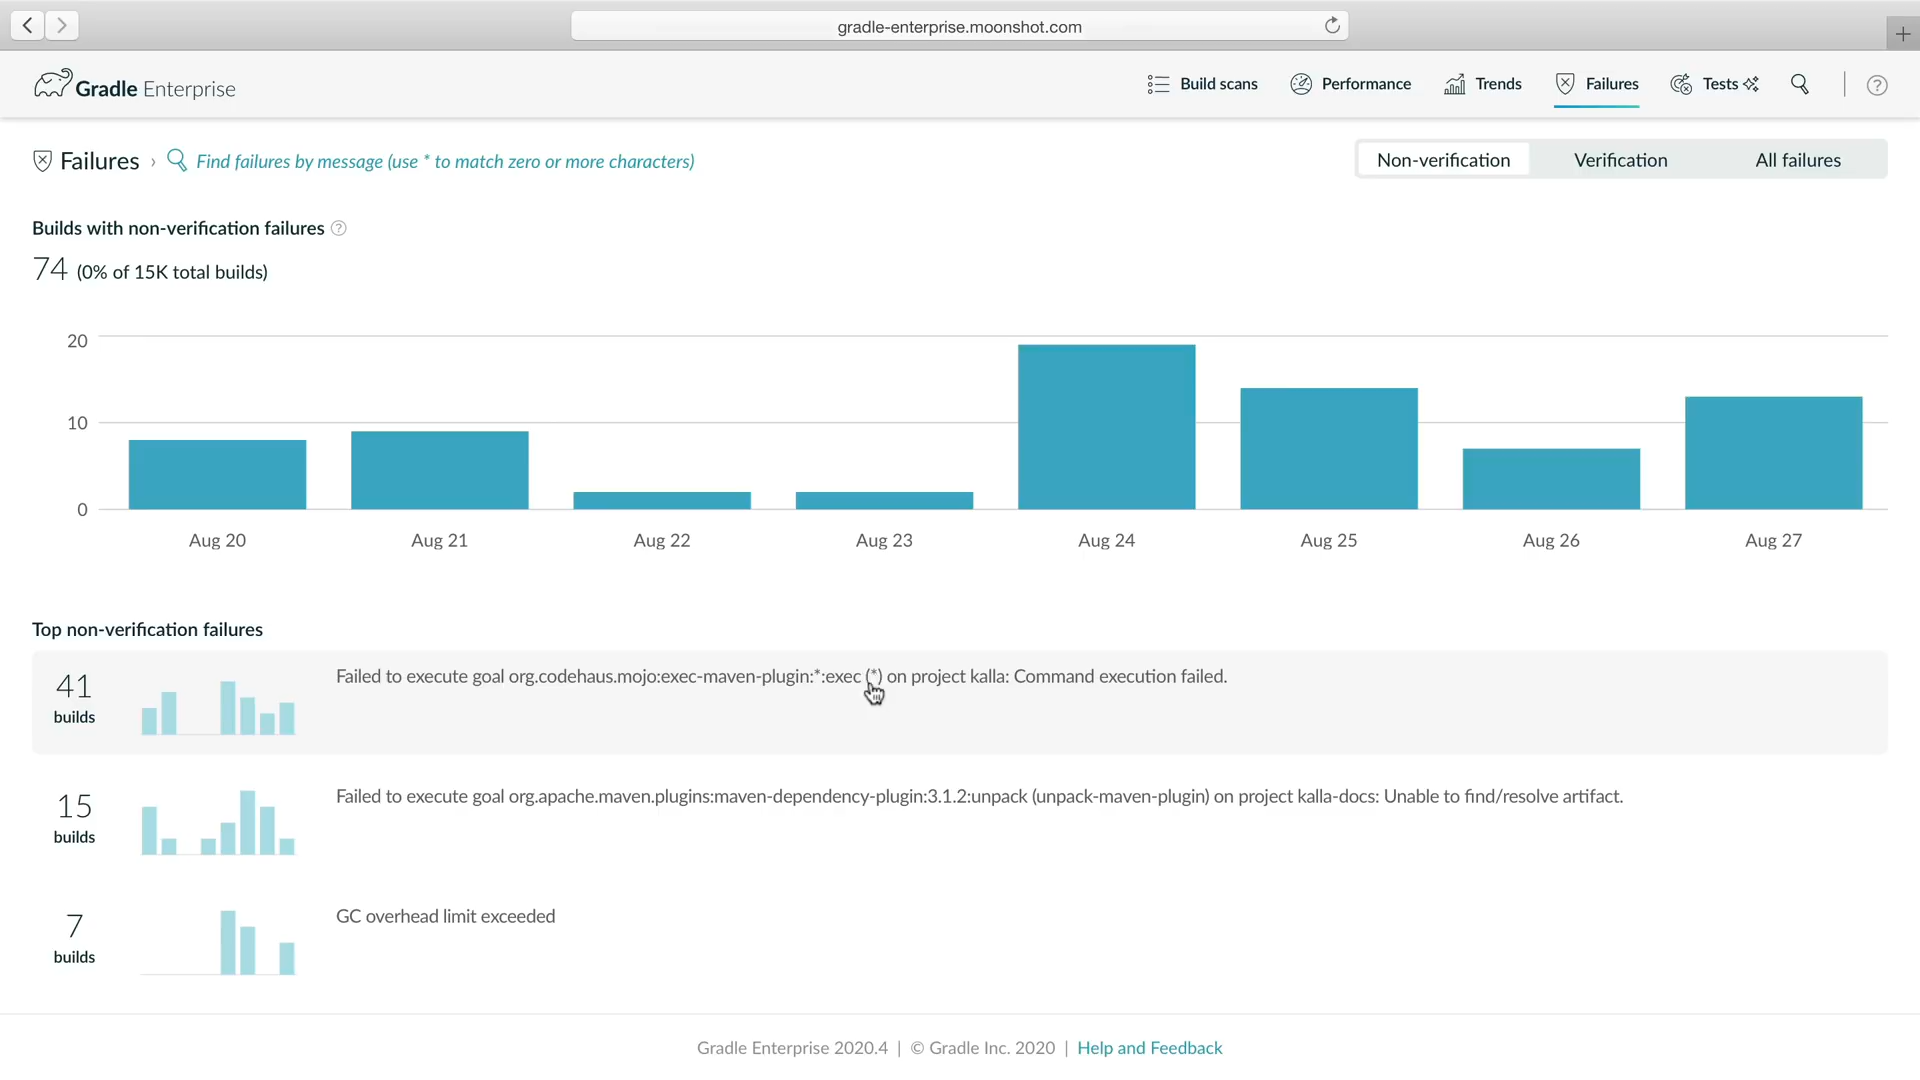 gradle-enterprise.moonshot.com
Gradle Enterprise
Build scans
Performance
Trends
Failures
Tests
Failures › Find failures by message (use * to match zero or more characters)
Non-verification
Verification
All failures
Builds with non-verification failures ?
74 (0% of 15K total builds)
20
10
0
Aug 20
Aug 21
Aug 22
Aug 23
Aug 24
Aug 25
Aug 26
Aug 27
Top non-verification failures
41
builds
Failed to execute goal org.codehaus.mojo:exec-maven-plugin:*:exec (*) on project kalla: Command execution failed.
15
builds
Failed to execute goal org.apache.maven.plugins:maven-dependency-plugin:3.1.2:unpack (unpack-maven-plugin) on project kalla-docs: Unable to find/resolve artifact.
7
builds
GC overhead limit exceeded
Gradle Enterprise 2020.4 | © Gradle Inc. 2020 | Help and Feedback